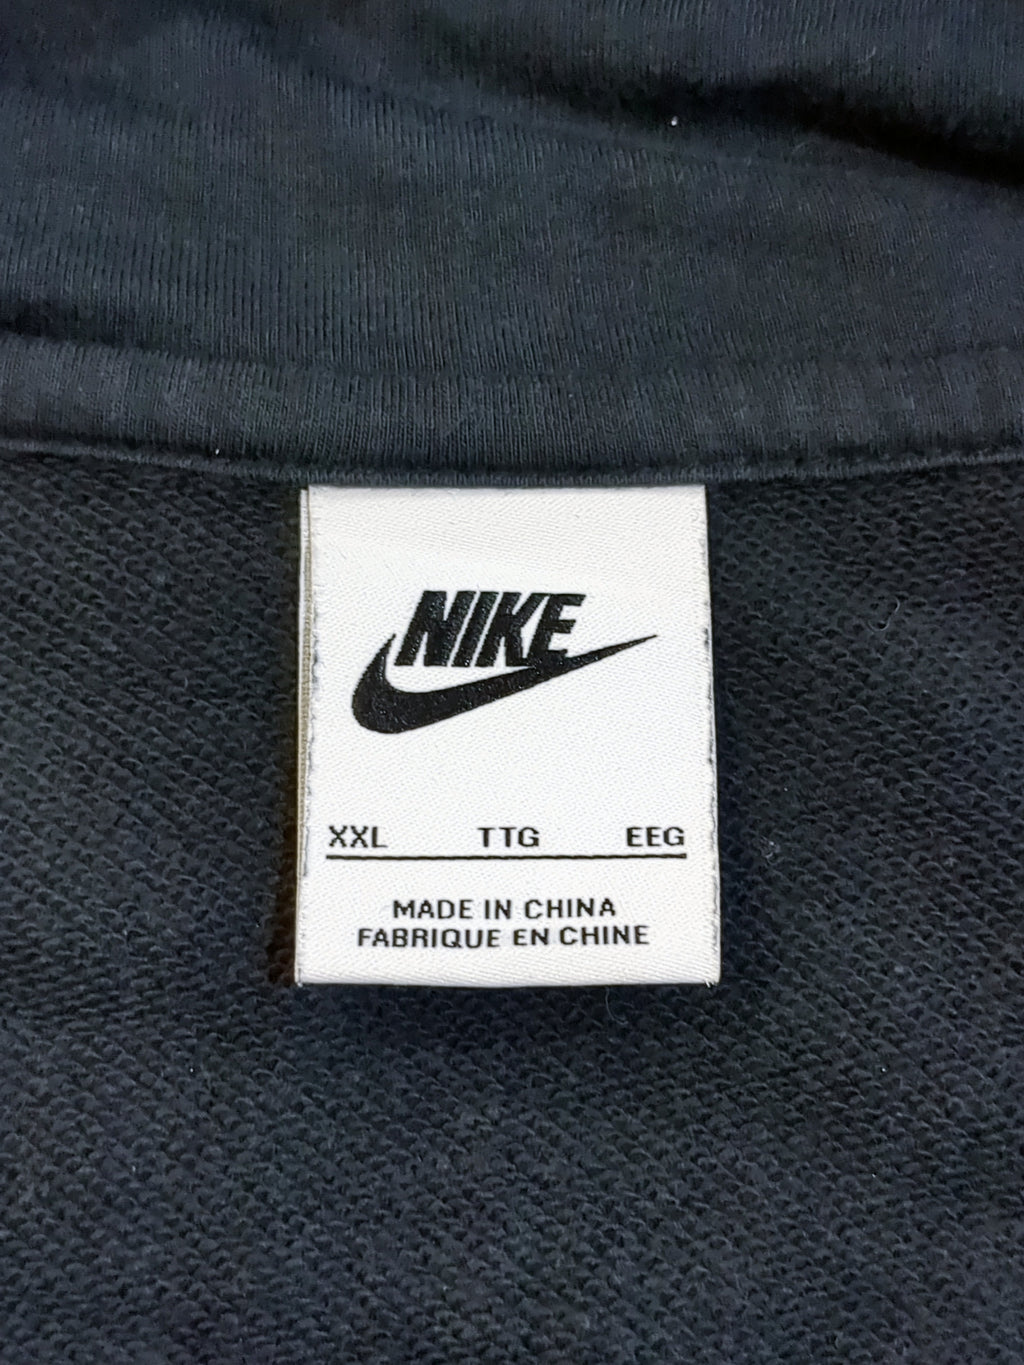 NIKE
XXL TTG EEG
MADE IN CHINA
FABRIQUE EN CHINE